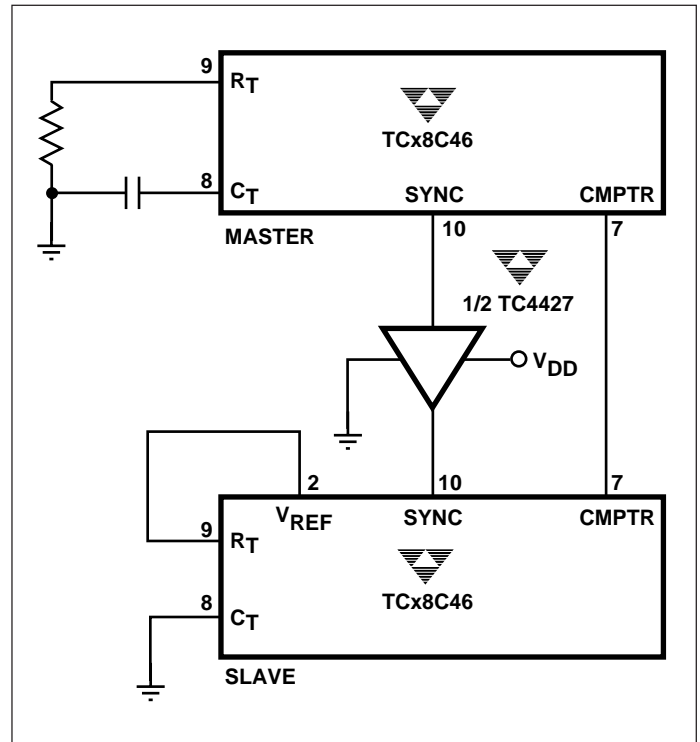 9
RT
TCx8C46
8
CT
SYNC
CMPTR
MASTER
10
7
1/2 TC4427
VDD
2
10
7
VREF
SYNC
CMPTR
9
RT
TCx8C46
8
CT
SLAVE